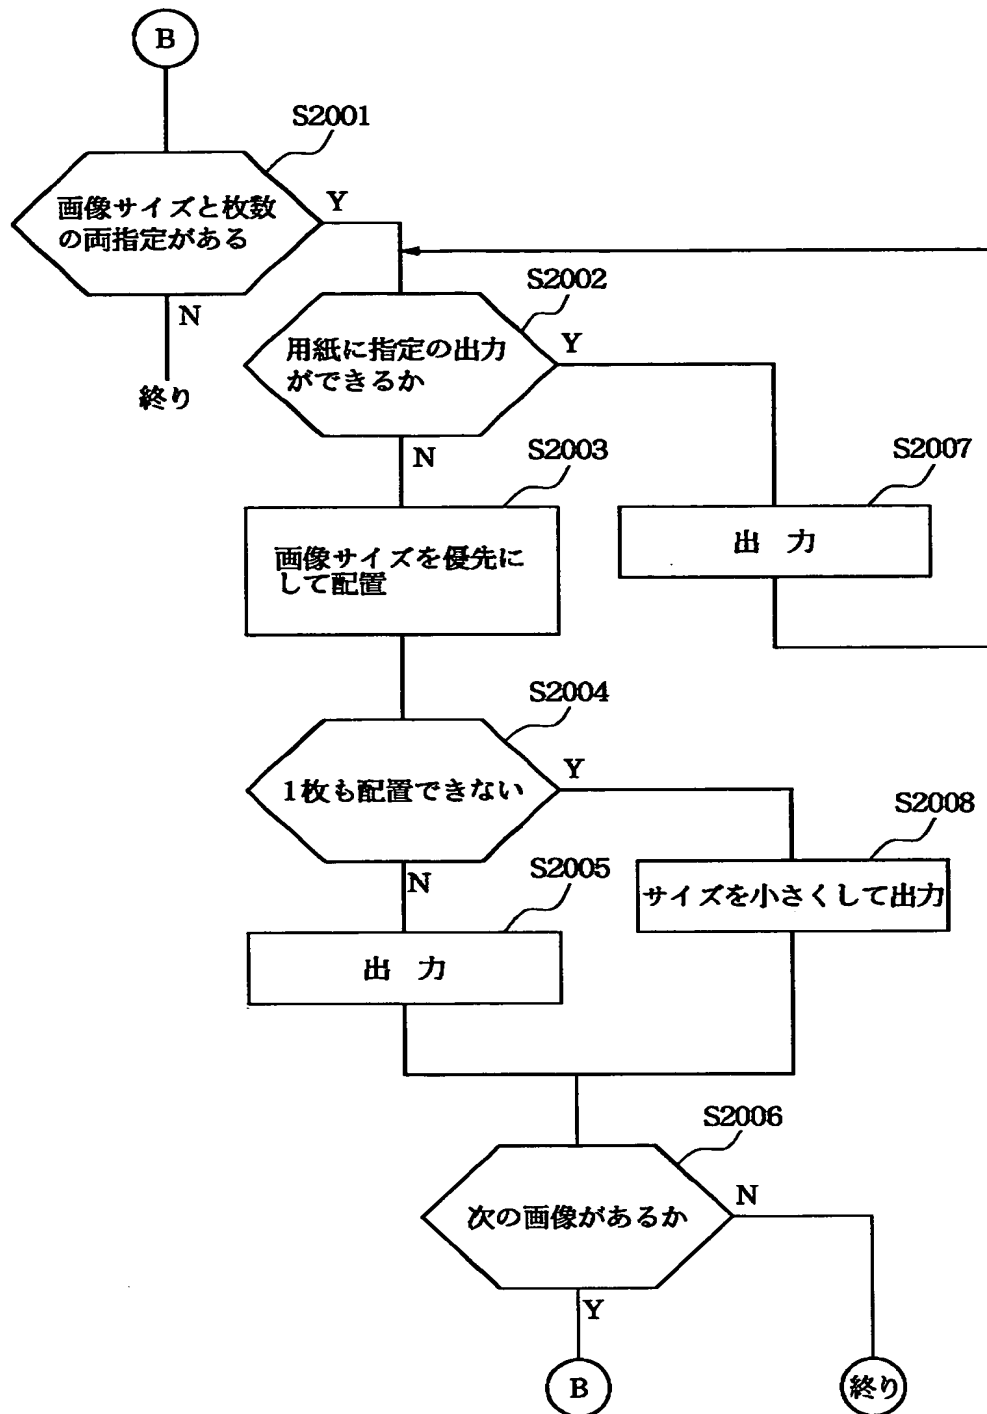 B
S2001
画像サイズと枚数
の両指定がある
Y
N
終り
S2002
用紙に指定の出力
ができるか
Y
N
S2003
画像サイズを優先に
して配置
S2007
出 力
S2004
1枚も配置できない
Y
N
S2008
サイズを小さくして出力
S2005
出 力
S2006
次の画像があるか
N
Y
B
終り